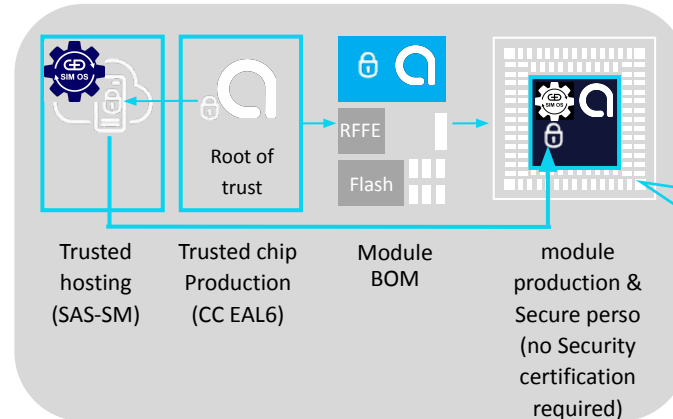 SIM OS
Root of
trust
RFFE
Flash
SIM OS
Trusted
hosting
(SAS-SM)
Trusted chip
Production
(CC EAL6)
Module
BOM
module
production &
Secure perso
(no Security
certification
required)